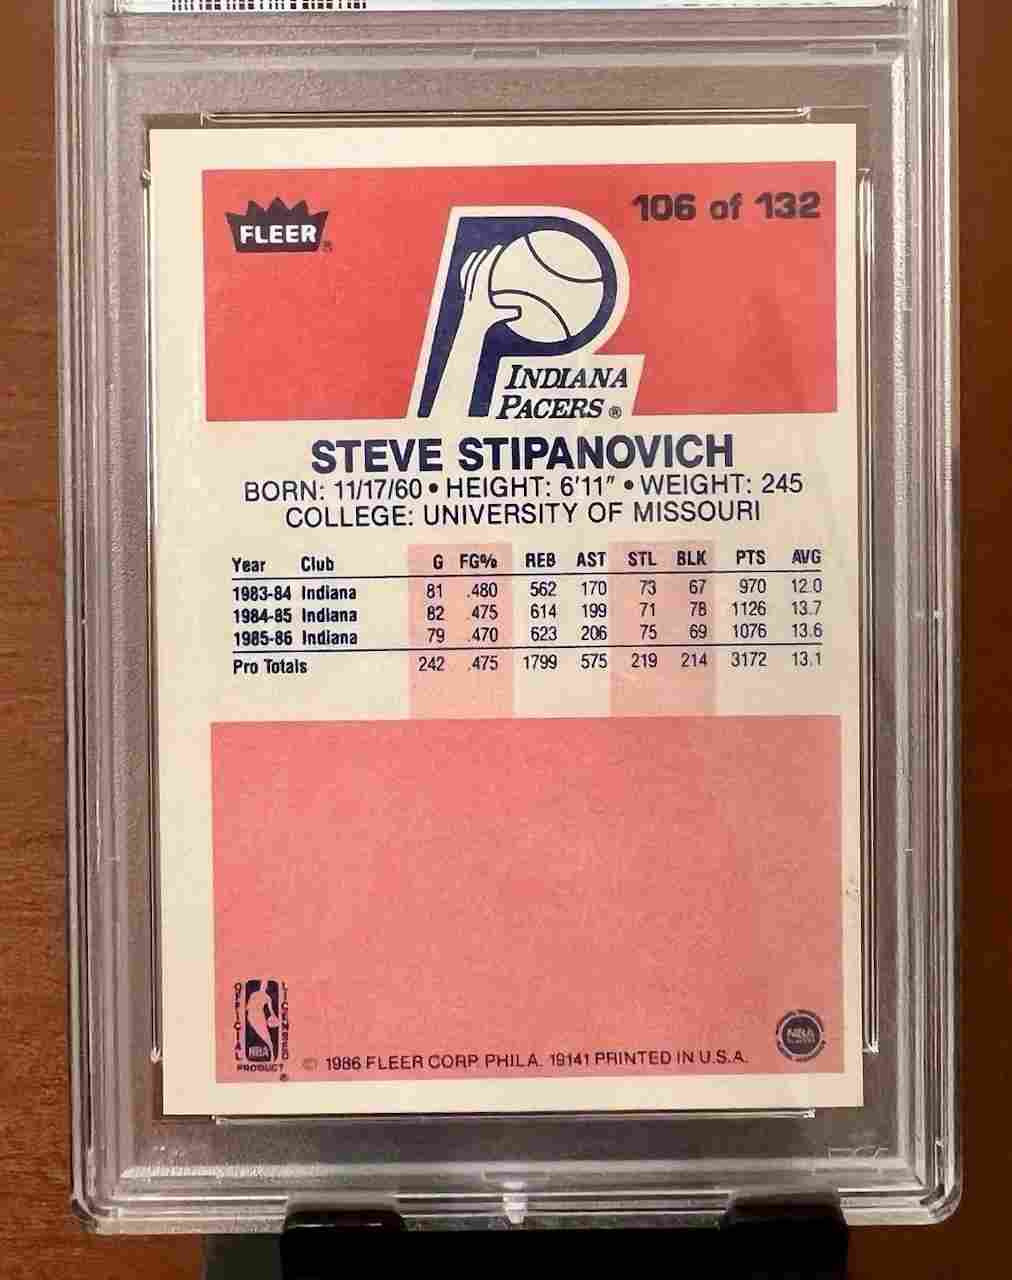 FLEER®
106 of 132
INDIANA
PACERS ®
STEVE STIPANOVICH
BORN: 11/17/60 • HEIGHT: 6'11" • WEIGHT: 245
COLLEGE: UNIVERSITY OF MISSOURI
Year Club G FG% REB AST STL BLK PTS AVG
1983-84 Indiana 81 .480 562 170 73 67 970 12.0
1984-85 Indiana 82 .475 614 199 71 78 1126 13.7
1985-86 Indiana 79 .470 623 206 75 69 1076 13.6
Pro Totals 242 .475 1799 575 219 214 3172 13.1
OFFICIAL LICENSED
NBA
PRODUCT ®
© 1986 FLEER CORP. PHILA. 19141 PRINTED IN U.S.A.
NBA
PLAYERS